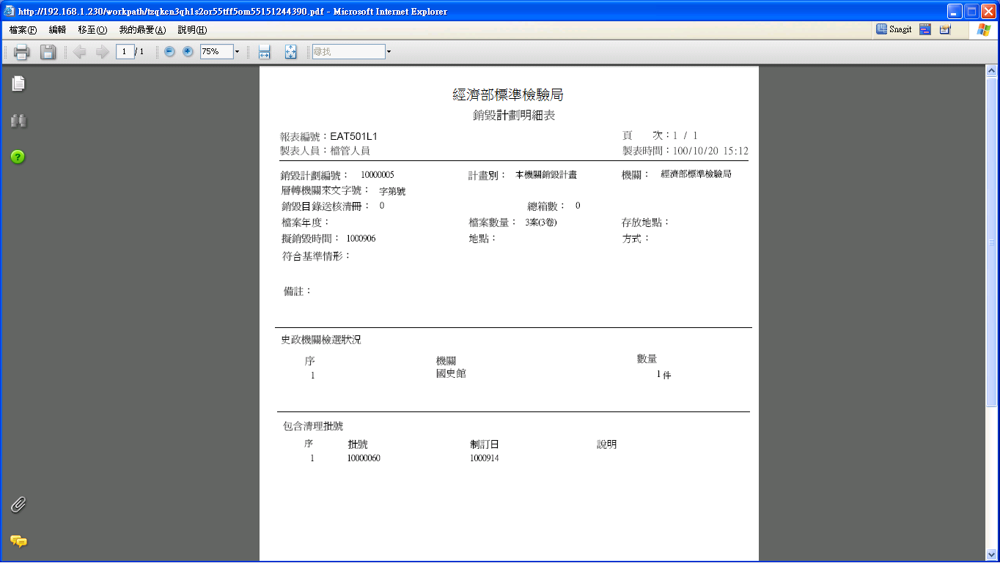 http://192.168.1.230/workpath/tzqkcn3qh1s2or55tff5om55151244390.pdf - Microsoft Internet Explorer
檔案(F) 編輯 移至(O) 我的最愛(A) 說明(H) Snagit
1 / 1 75% 尋找
經濟部標準檢驗局
銷毀計劃明細表
報表編號：EAT501L1 頁 次：1 / 1
製表人員：檔管人員 製表時間：100/10/20 15:12
銷毀計劃編號： 10000005 計畫別： 本機關銷毀計畫 機關： 經濟部標準檢驗局
層轉機關來文字號： 字第號
銷毀目錄送核清冊： 0 總箱數： 0
檔案年度： 檔案數量： 3案(3卷) 存放地點：
擬銷毀時間： 1000906 地點： 方式：
符合基準情形：
備註：
史政機關檢選狀況
序 機關 數量
1 國史館 1 件
包含清理批號
序 批號 制訂日 說明
1 10000060 1000914